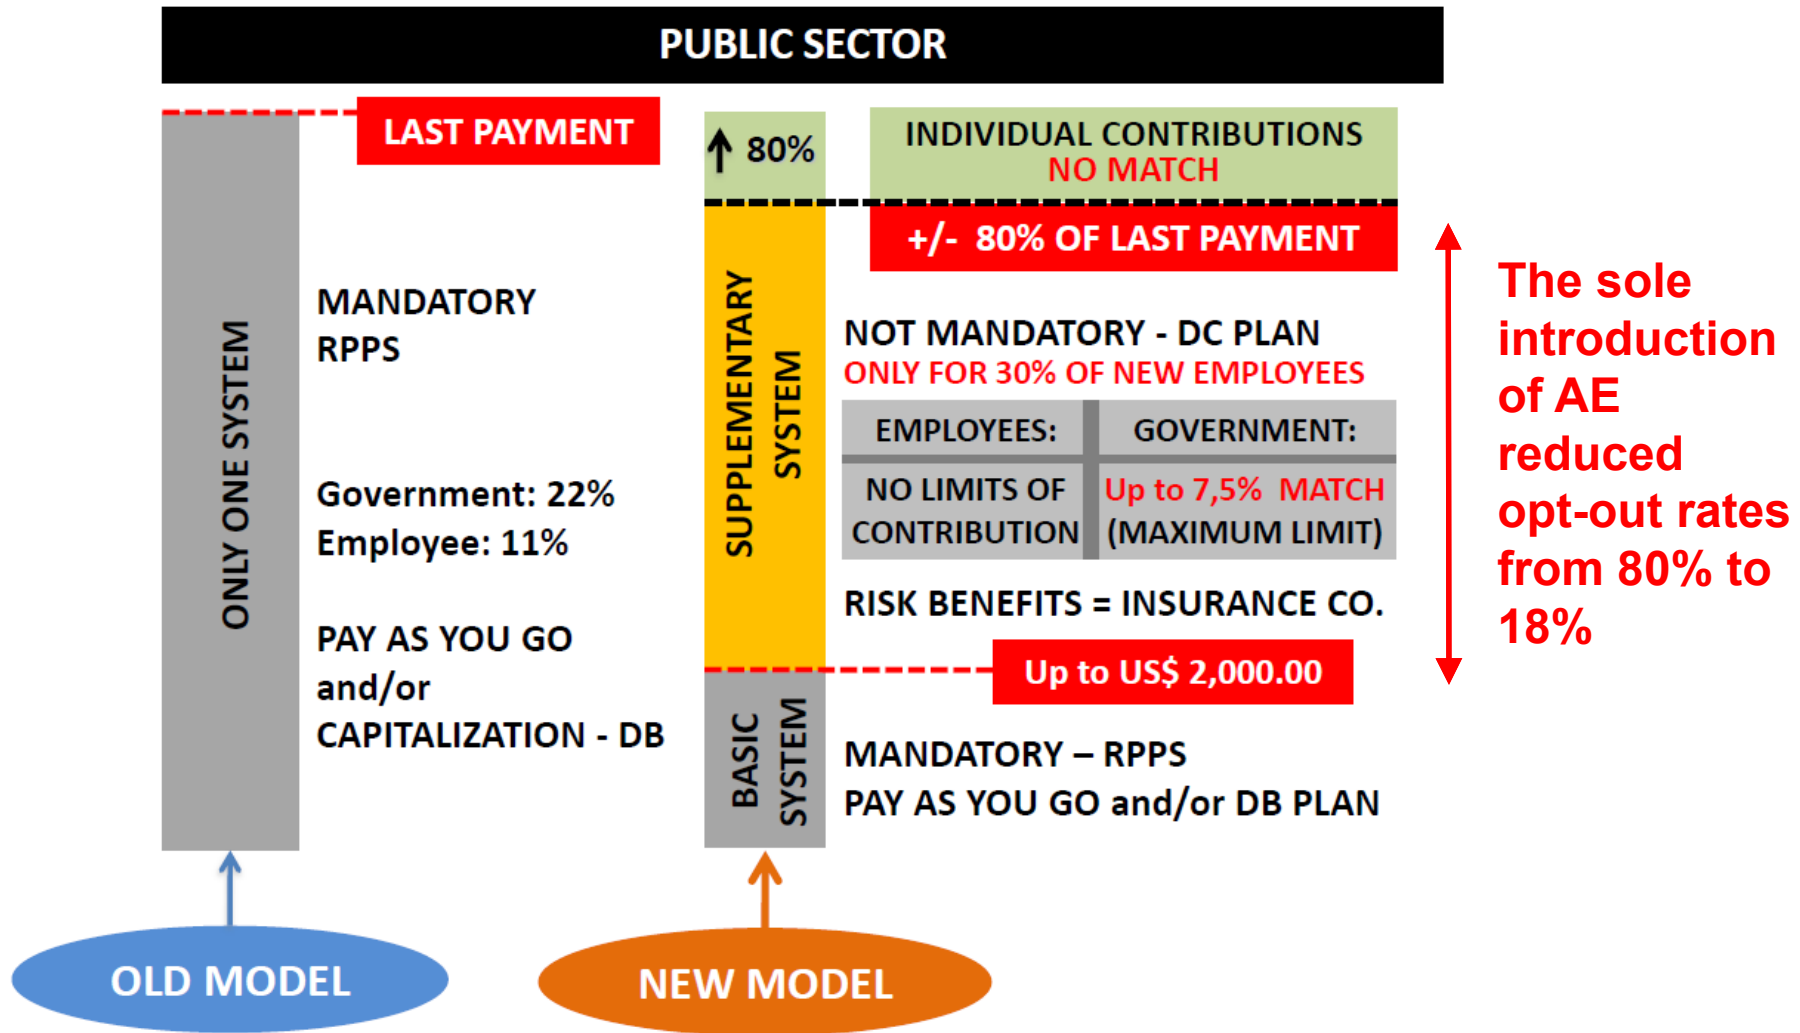 PUBLIC SECTOR
LAST PAYMENT
ONLY ONE SYSTEM
MANDATORY
RPPS
Government: 22%
Employee: 11%
PAY AS YOU GO
and/or
CAPITALIZATION - DB
OLD MODEL
80%
INDIVIDUAL CONTRIBUTIONS
NO MATCH
+/- 80% OF LAST PAYMENT
SUPPLEMENTARY
SYSTEM
NOT MANDATORY - DC PLAN
ONLY FOR 30% OF NEW EMPLOYEES
EMPLOYEES:
GOVERNMENT:
NO LIMITS OF
CONTRIBUTION
Up to 7,5% MATCH
(MAXIMUM LIMIT)
RISK BENEFITS = INSURANCE CO.
Up to US$ 2,000.00
BASIC
SYSTEM
MANDATORY – RPPS
PAY AS YOU GO and/or DB PLAN
NEW MODEL
The sole
introduction
of AE
reduced
opt-out rates
from 80% to
18%